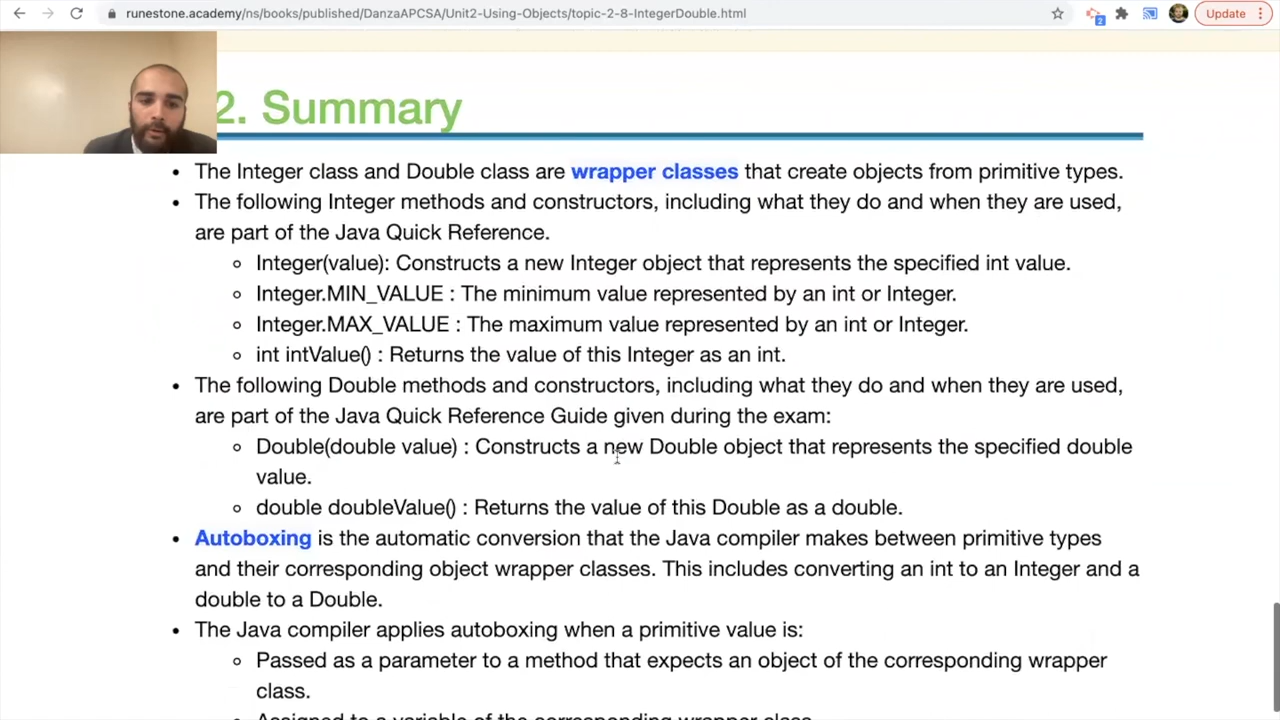 runestone.academy/ns/books/published/DanzaAPCSA/Unit2-Using-Objects/topic-2-8-IntegerDouble.html
2
Update
2. Summary
• The Integer class and Double class are wrapper classes that create objects from primitive types.
• The following Integer methods and constructors, including what they do and when they are used,
are part of the Java Quick Reference.
◦ Integer(value): Constructs a new Integer object that represents the specified int value.
◦ Integer.MIN_VALUE : The minimum value represented by an int or Integer.
◦ Integer.MAX_VALUE : The maximum value represented by an int or Integer.
◦ int intValue() : Returns the value of this Integer as an int.
• The following Double methods and constructors, including what they do and when they are used,
are part of the Java Quick Reference Guide given during the exam:
◦ Double(double value) : Constructs a new Double object that represents the specified double
value.
◦ double doubleValue() : Returns the value of this Double as a double.
• Autoboxing is the automatic conversion that the Java compiler makes between primitive types
and their corresponding object wrapper classes. This includes converting an int to an Integer and a
double to a Double.
• The Java compiler applies autoboxing when a primitive value is:
◦ Passed as a parameter to a method that expects an object of the corresponding wrapper
class.
◦ Assigned to a variable of the corresponding wrapper class.